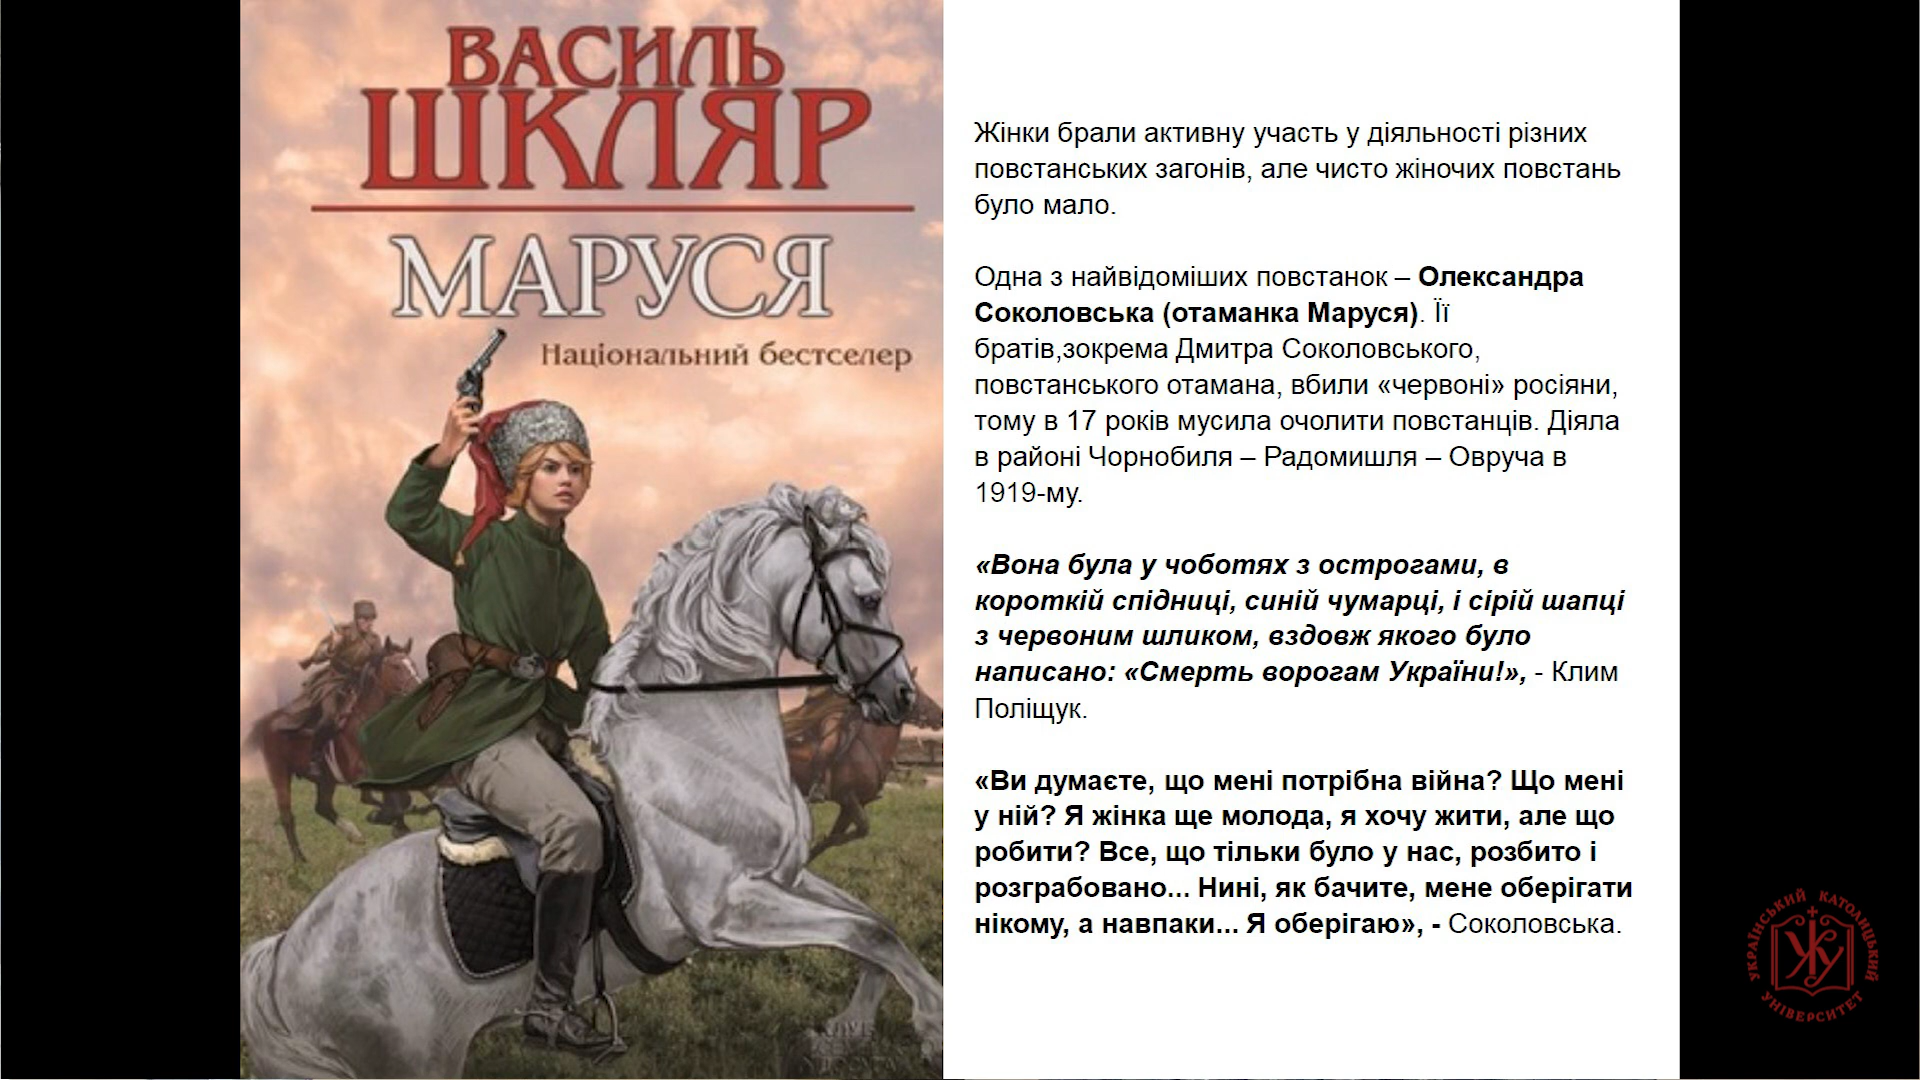 ВАСИЛЬ
ШКЛЯР
МАРУСЯ
Національний бестселер
Жінки брали активну участь у діяльності різних
повстанських загонів, але чисто жіночих повстань
було мало.
Одна з найвідоміших повстанок – Олександра
Соколовська (отаманка Маруся). Її
братів,зокрема Дмитра Соколовського,
повстанського отамана, вбили «червоні» росіяни,
тому в 17 років мусила очолити повстанців. Діяла
в районі Чорнобиля – Радомишля – Овруча в
1919-му.
«Вона була у чоботях з острогами, в
короткій спідниці, синій чумарці, і сірій шапці
з червоним шликом, вздовж якого було
написано: «Смерть ворогам України!», - Клим
Поліщук.
«Ви думаєте, що мені потрібна війна? Що мені
у ній? Я жінка ще молода, я хочу жити, але що
робити? Все, що тільки було у нас, розбито і
розграбовано... Нині, як бачите, мене оберігати
нікому, а навпаки... Я оберігаю», - Соколовська.
УКРАЇНСЬКИЙ КАТОЛИЦЬКИЙ
УНІВЕРСИТЕТ